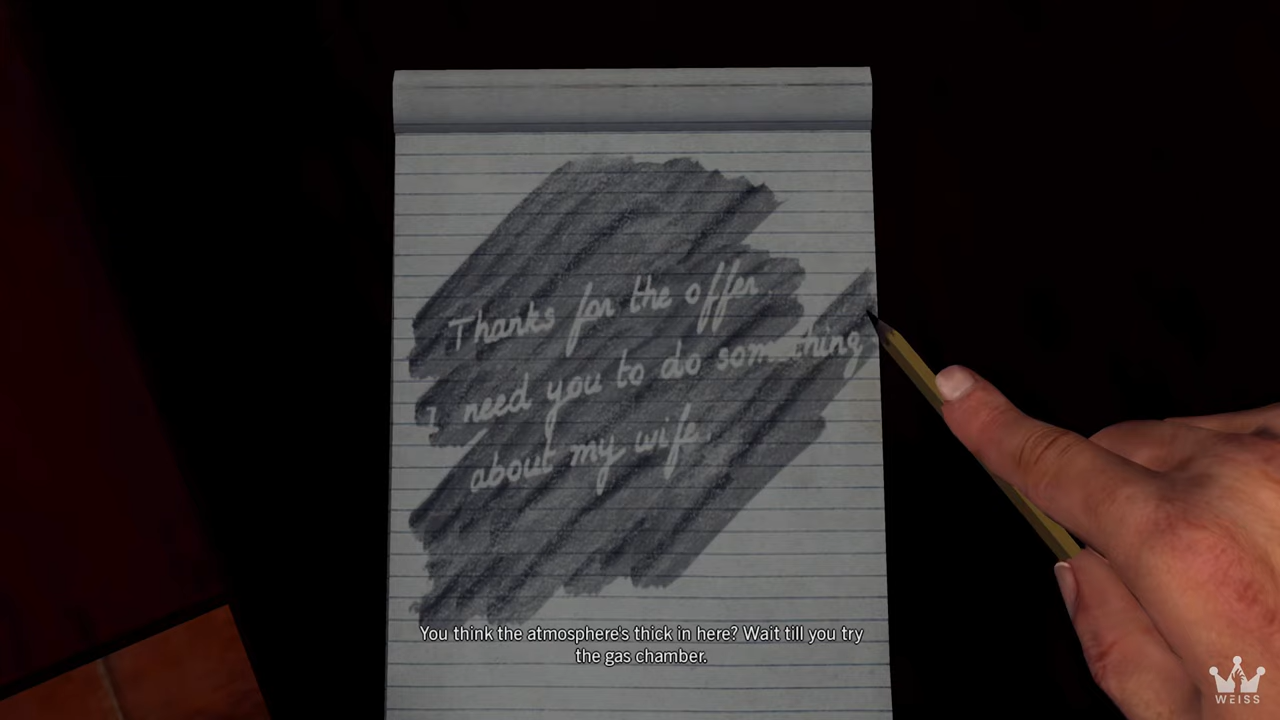 Thanks for the offer.
I need you to do something
about my wife.
You think the atmosphere's thick in here? Wait till you try
the gas chamber.
WEISS